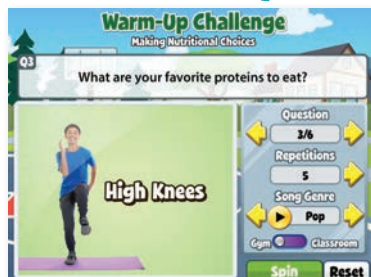 Warm-Up Challenge
Making Nutritional Choices
Q3
What are your favorite proteins to eat?
High Knees
Question
3/6
Repetitions
5
Song Genre
Pop
Gym
Classroom
Spin
Reset